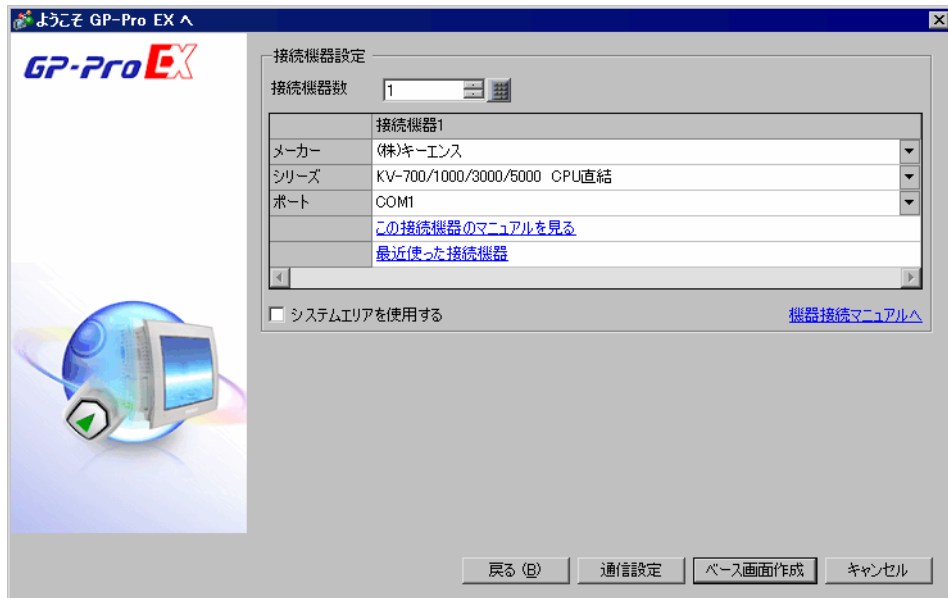 ようこそ GP-Pro EX へ
GP-Pro EX
接続機器設定
接続機器数 1
接続機器1
メーカー (株)キーエンス
シリーズ KV-700/1000/3000/5000 CPU直結
ポート COM1
この接続機器のマニュアルを見る
最近使った接続機器
システムエリアを使用する 機器接続マニュアルへ
戻る (B) 通信設定 ベース画面作成 キャンセル